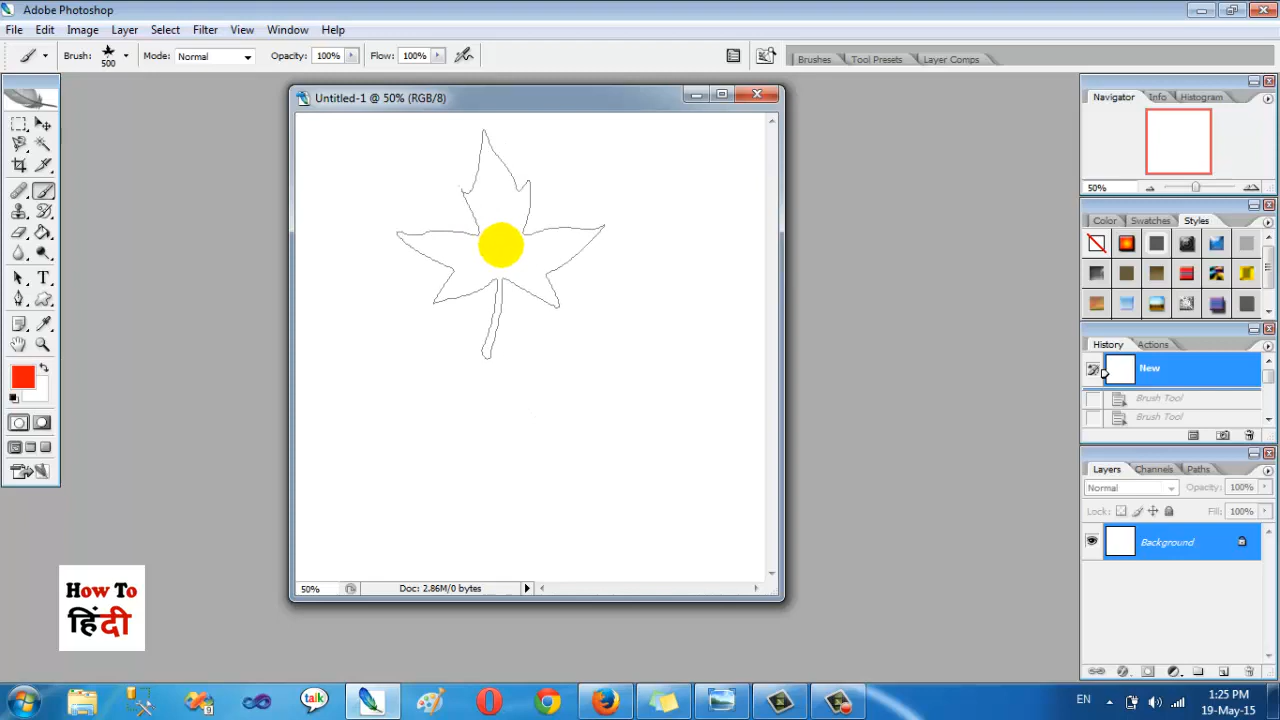 Adobe Photoshop
File Edit Image Layer Select Filter View Window Help
Brush: 500 Mode: Normal Opacity: 100% Flow: 100% Brushes Tool Presets Layer Comps
Untitled-1 @ 50% (RGB/8)
Navigator Info Histogram
50%
Color Swatches Styles
History Actions
New
Brush Tool
Brush Tool
Layers Channels Paths
Normal Opacity: 100%
Lock: Fill: 100%
Background
50% Doc: 2.86M/0 bytes
How To
हिंदी
talk
EN 1:25 PM
19-May-15